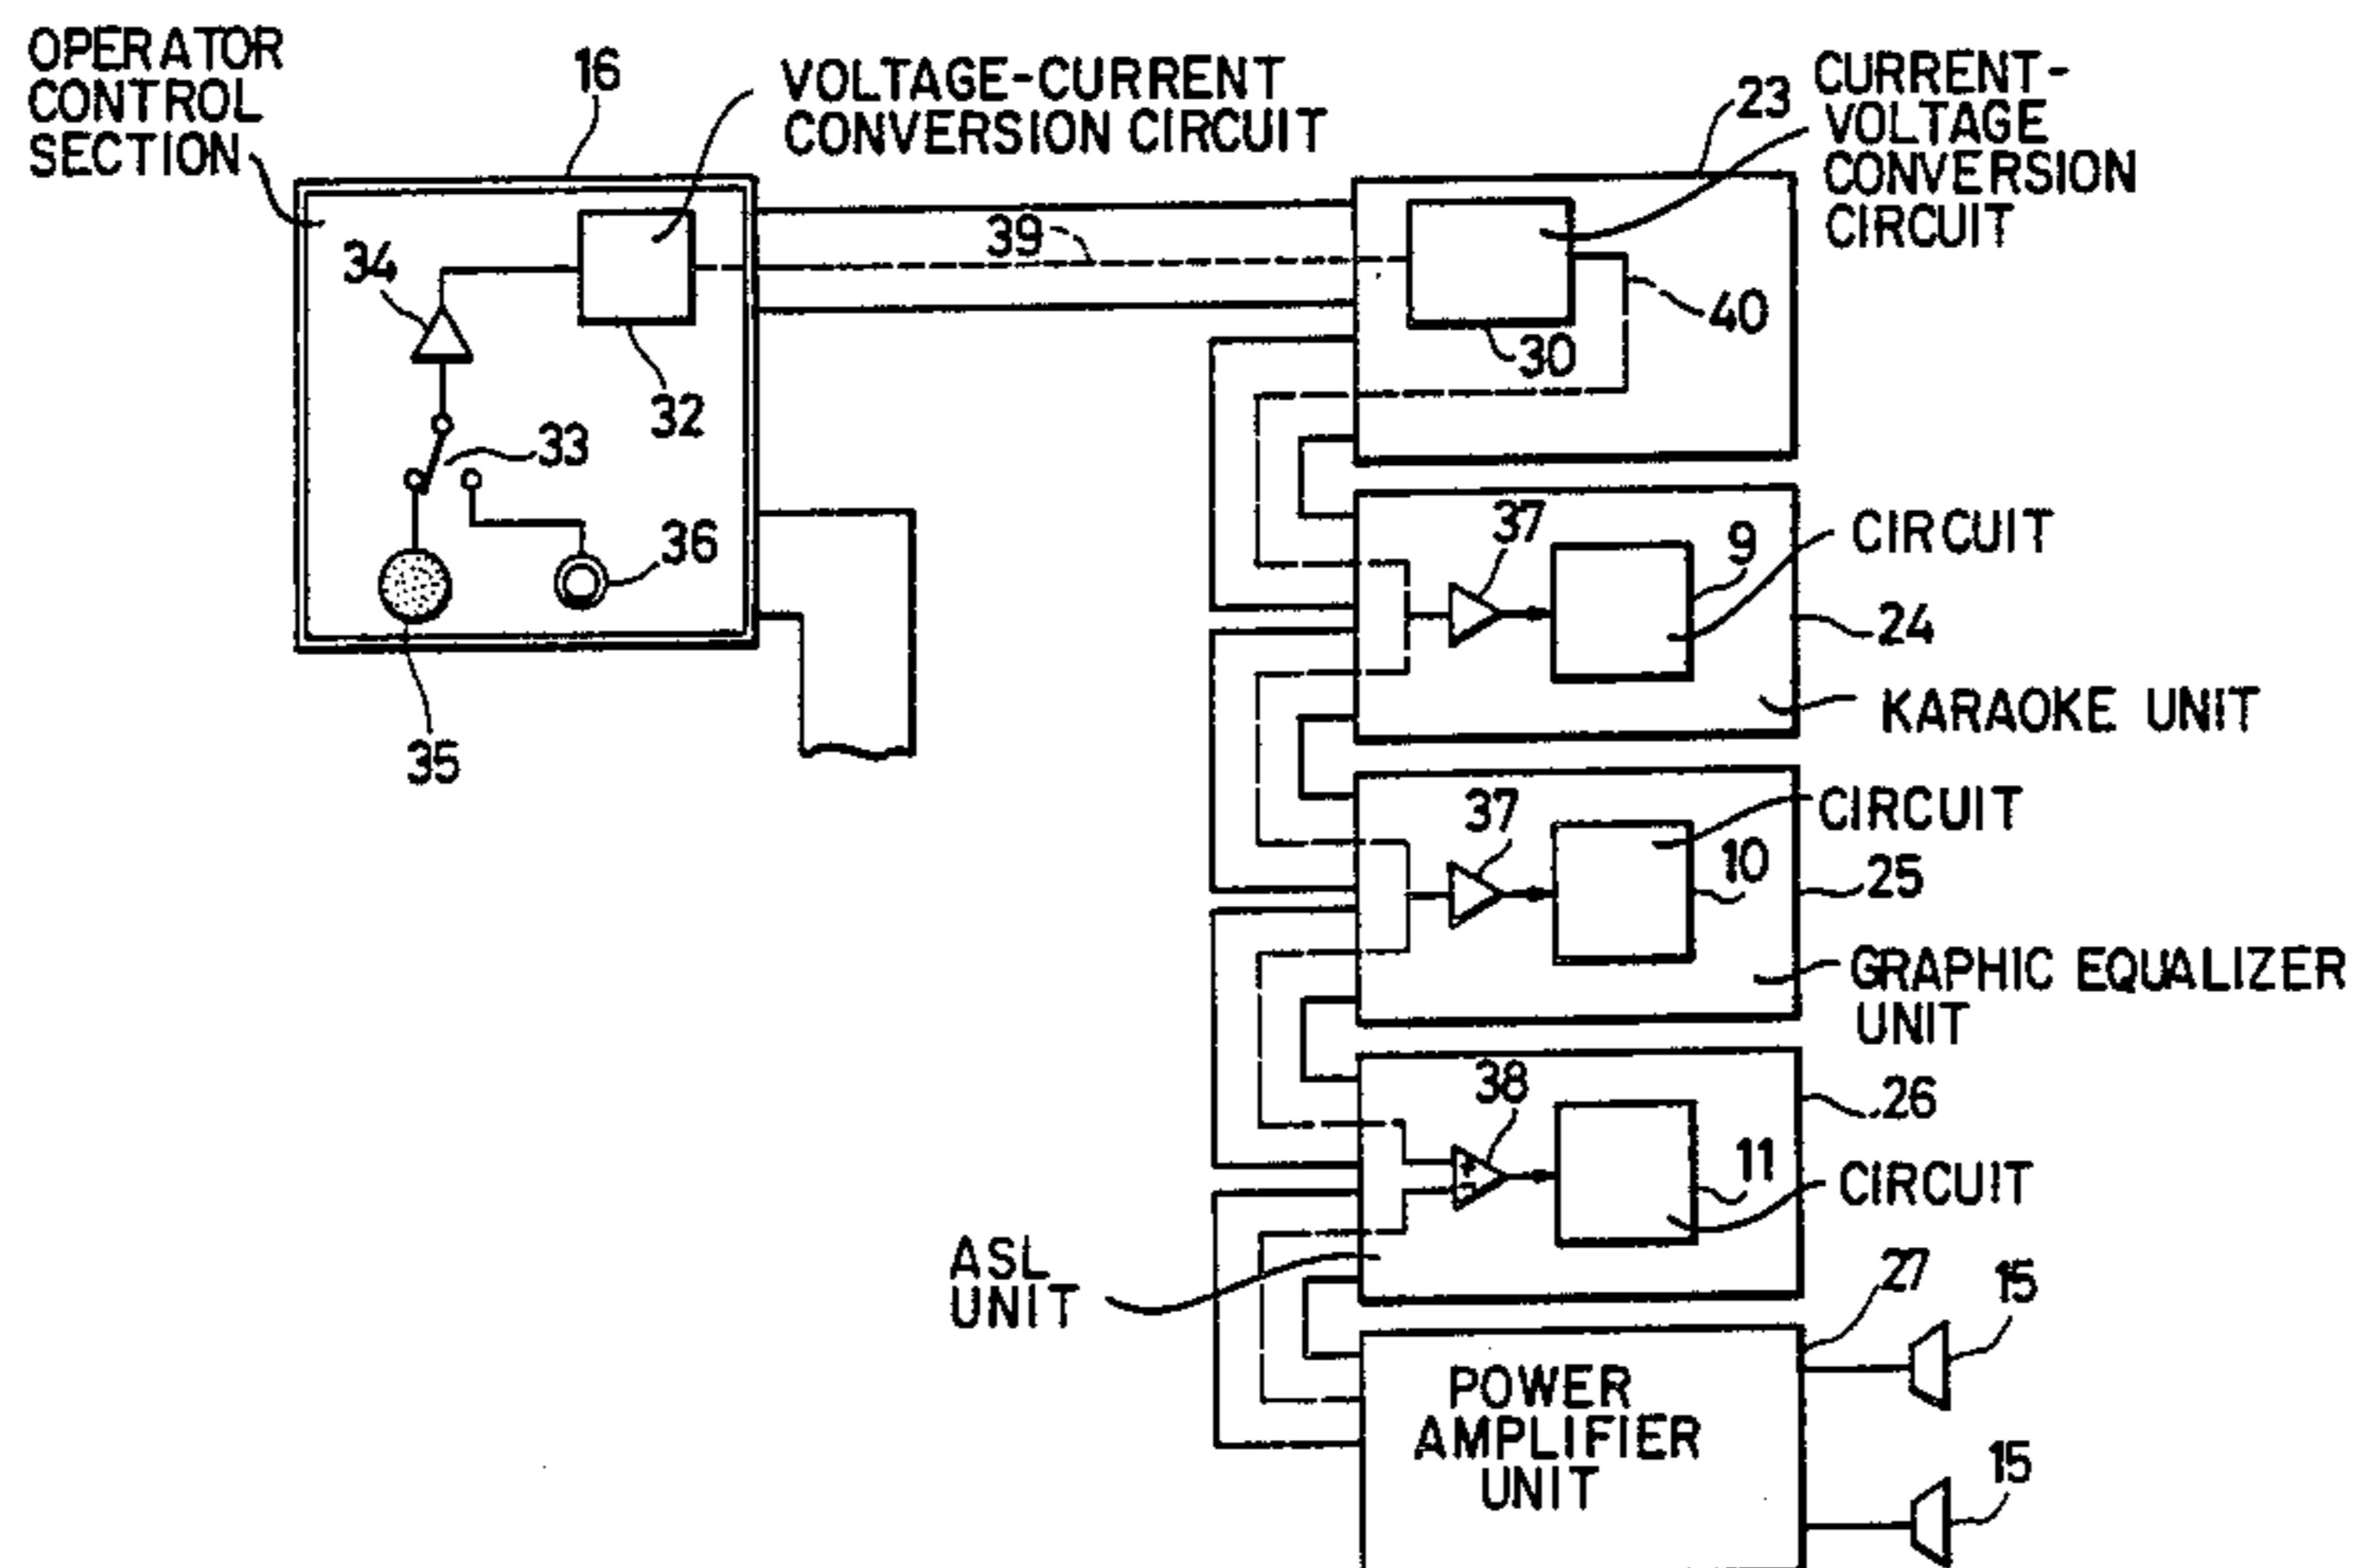 OPERATOR
CONTROL
SECTION
16
VOLTAGE-CURRENT
CONVERSION CIRCUIT
23
CURRENT-
VOLTAGE
CONVERSION
CIRCUIT
34
39
40
30
32
33
36
35
37
9
CIRCUIT
24
KARAOKE UNIT
37
CIRCUIT
10
25
GRAPHIC EQUALIZER
UNIT
38
26
11
CIRCUIT
ASL
UNIT
27
15
POWER
AMPLIFIER
UNIT
15